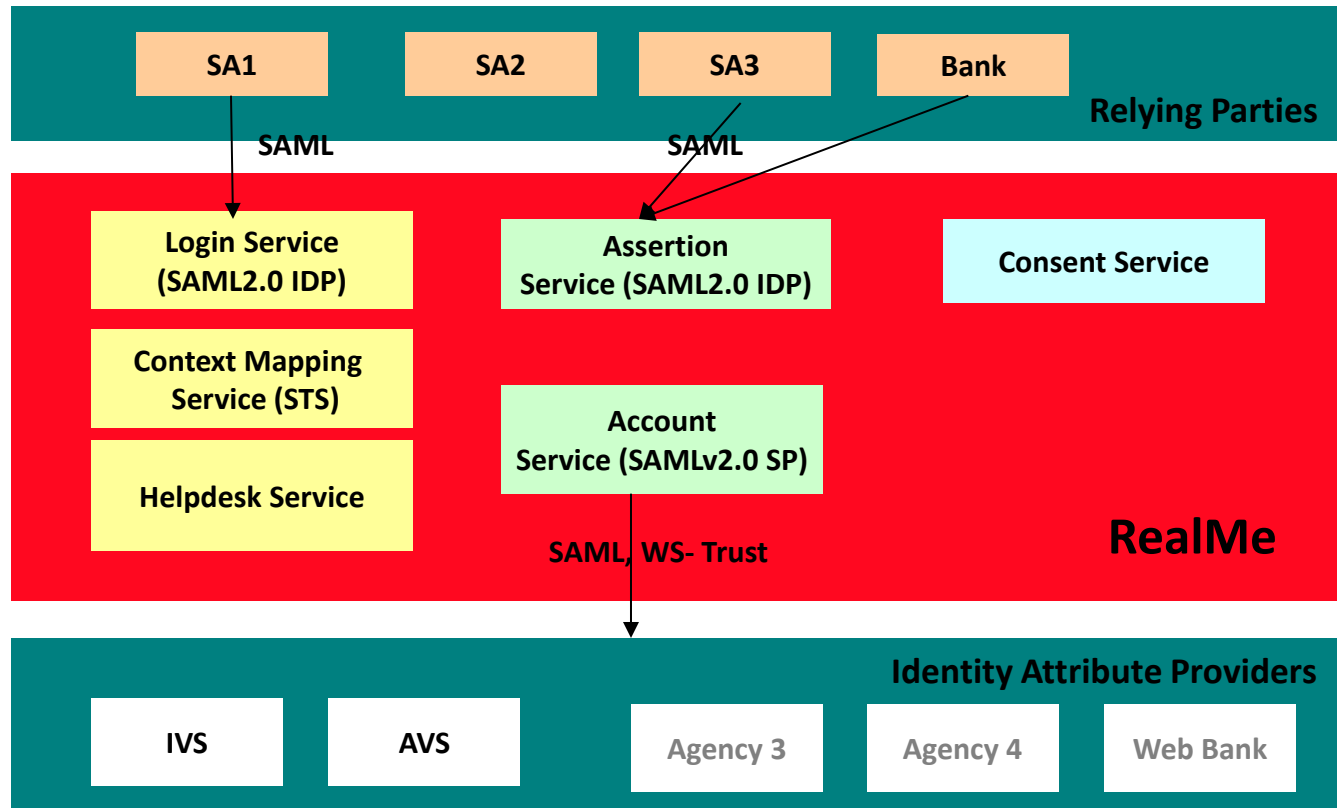 SA1
SA2
SA3
Bank
Relying Parties
SAML
SAML
Login Service
(SAML2.0 IDP)
Assertion
Service (SAML2.0 IDP)
Consent Service
Context Mapping
Service (STS)
Account
Service (SAMLv2.0 SP)
Helpdesk Service
RealMe
SAML, WS- Trust
Identity Attribute Providers
IVS
AVS
Agency 3
Agency 4
Web Bank